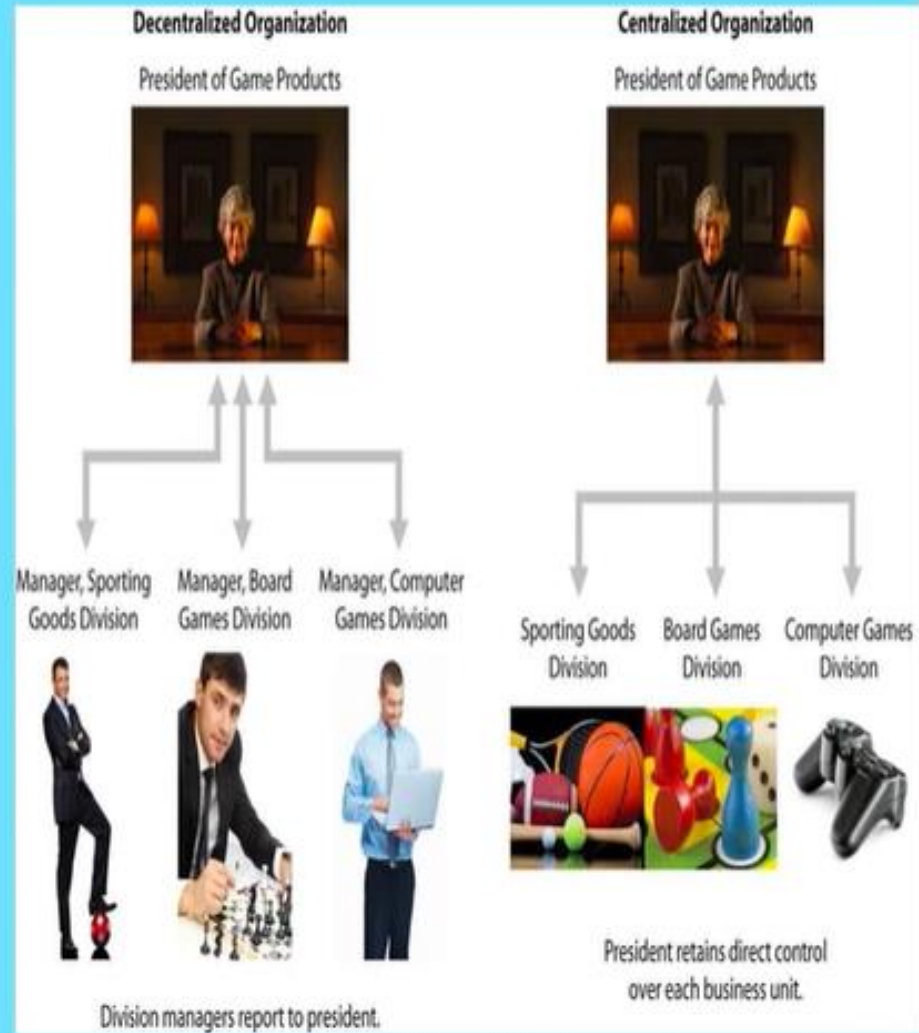 Decentralized Organization
President of Game Products
Manager, Sporting
Goods Division
Manager, Board
Games Division
Manager, Computer
Games Division
Division managers report to president.
Centralized Organization
President of Game Products
Sporting Goods
Division
Board Games
Division
Computer Games
Division
President retains direct control
over each business unit.